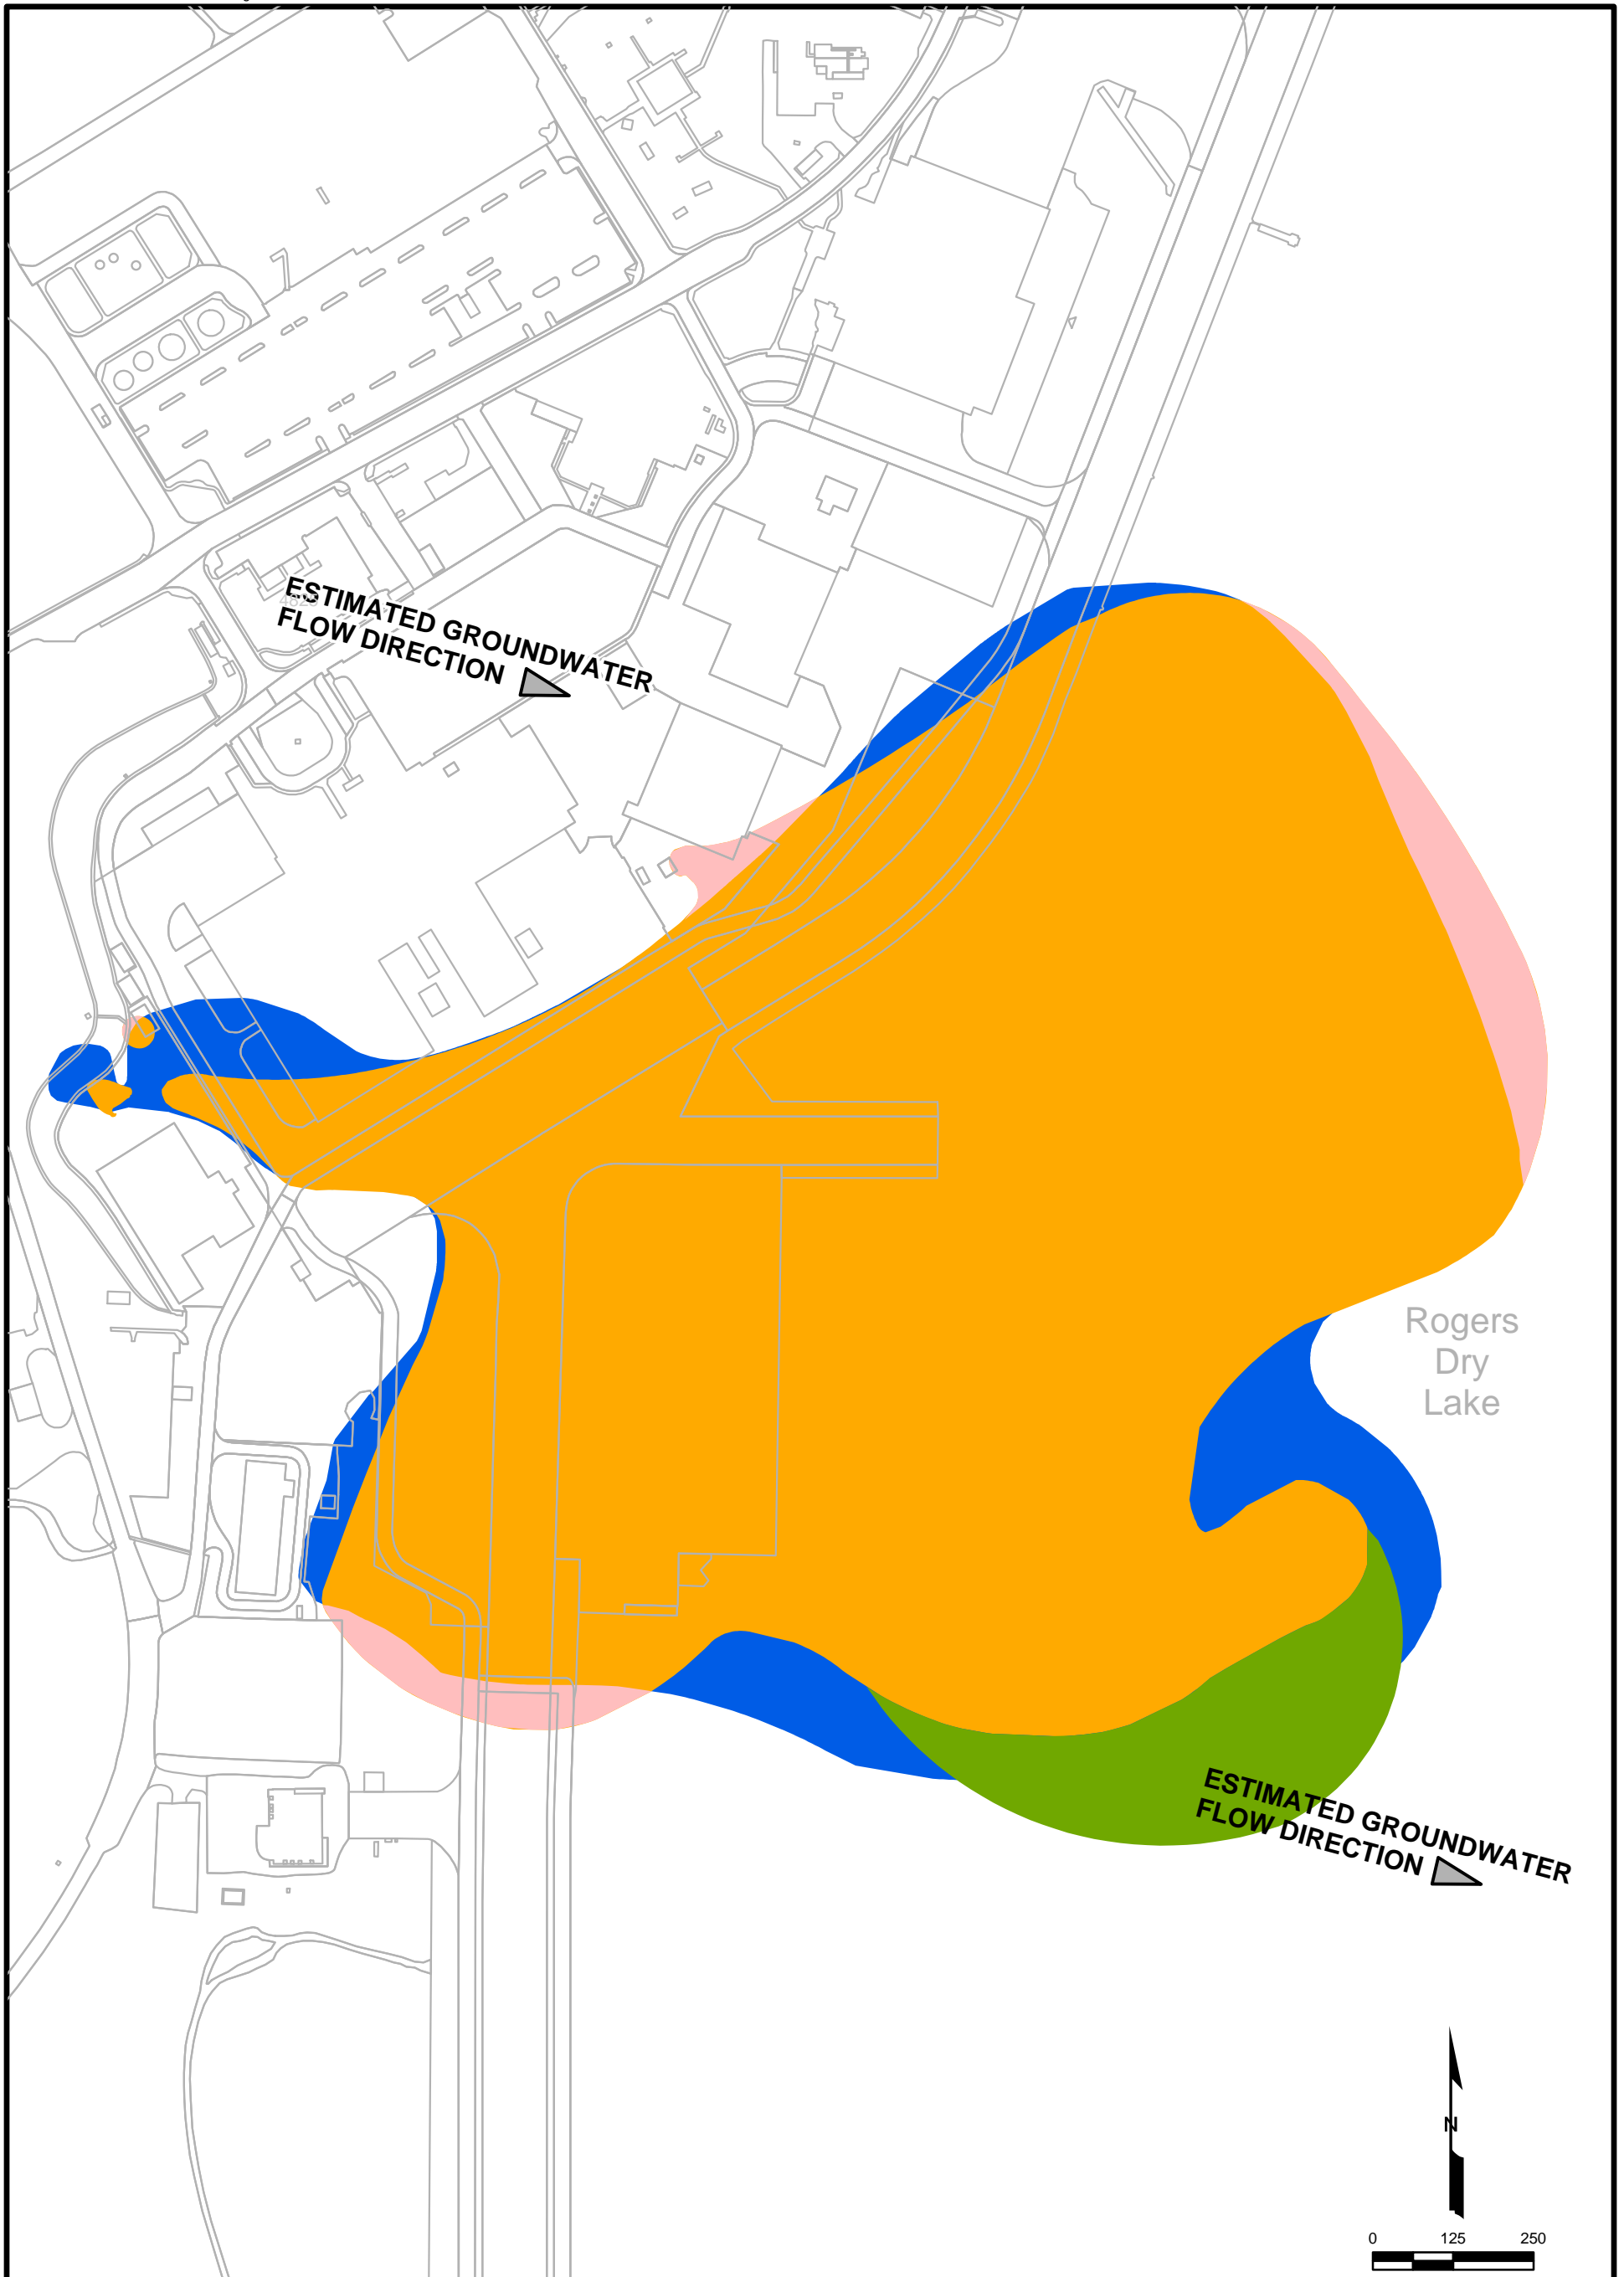 ESTIMATED GROUNDWATER
FLOW DIRECTION
Rogers
Dry
Lake
ESTIMATED GROUNDWATER
FLOW DIRECTION
N
0 125 250